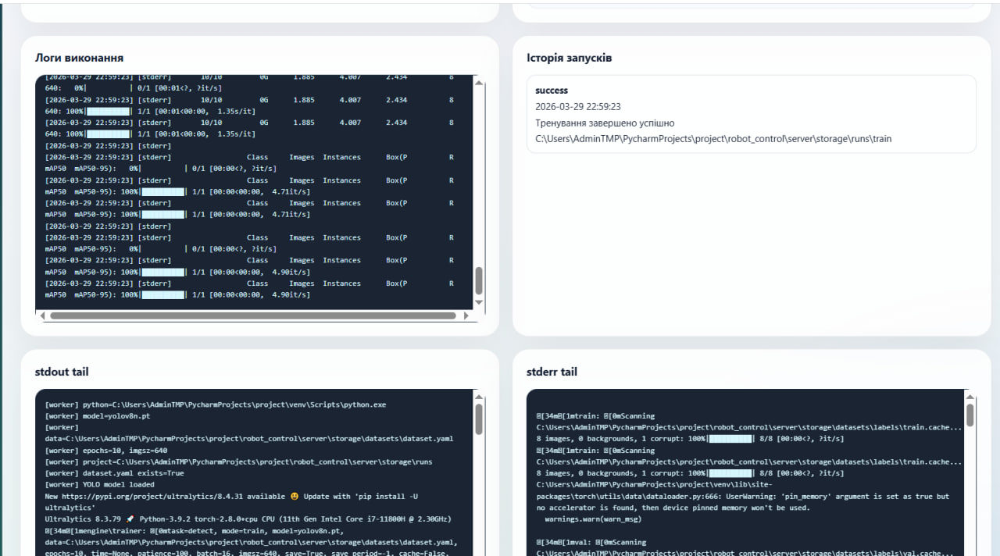 Логи виконання
[2026-03-29 22:59:23] [stderr] 10/10 0G 1.885 4.007 2.434 8
640: 0%| | 0/1 [00:01<?, ?it/s]
[2026-03-29 22:59:23] [stderr] 10/10 0G 1.885 4.007 2.434 8
640: 100%|██████████| 1/1 [00:01<00:00, 1.35s/it]
[2026-03-29 22:59:23] [stderr] 10/10 0G 1.885 4.007 2.434 8
640: 100%|██████████| 1/1 [00:01<00:00, 1.35s/it]
[2026-03-29 22:59:23] [stderr]
[2026-03-29 22:59:23] [stderr] Class Images Instances Box(P R
mAP50 mAP50-95): 0%| | 0/1 [00:00<?, ?it/s]
[2026-03-29 22:59:23] [stderr] Class Images Instances Box(P R
mAP50 mAP50-95): 100%|██████████| 1/1 [00:00<00:00, 4.71it/s]
[2026-03-29 22:59:23] [stderr] Class Images Instances Box(P R
mAP50 mAP50-95): 100%|██████████| 1/1 [00:00<00:00, 4.71it/s]
[2026-03-29 22:59:23] [stderr]
[2026-03-29 22:59:23] [stderr] Class Images Instances Box(P R
mAP50 mAP50-95): 0%| | 0/1 [00:00<?, ?it/s]
[2026-03-29 22:59:23] [stderr] Class Images Instances Box(P R
mAP50 mAP50-95): 100%|██████████| 1/1 [00:00<00:00, 4.90it/s]
[2026-03-29 22:59:23] [stderr] Class Images Instances Box(P R
mAP50 mAP50-95): 100%|██████████| 1/1 [00:00<00:00, 4.90it/s]
Історія запусків
success
2026-03-29 22:59:23
Тренування завершено успішно
C:\Users\AdminTMP\PycharmProjects\project\robot_control\server\storage\runs\train
stdout tail
[worker] python=C:\Users\AdminTMP\PycharmProjects\project\venv\Scripts\python.exe
[worker] model=yolov8n.pt
[worker]
data=C:\Users\AdminTMP\PycharmProjects\project\robot_control\server\storage\datasets\dataset.yaml
[worker] epochs=10, imgsz=640
[worker] project=C:\Users\AdminTMP\PycharmProjects\project\robot_control\server\storage\runs
[worker] dataset.yaml exists=True
[worker] YOLO model loaded
New https://pypi.org/project/ultralytics/8.4.31 available 😃 Update with 'pip install -U
ultralytics'
Ultralytics 8.3.79 🚀 Python-3.9.2 torch-2.8.0+cpu CPU (11th Gen Intel Core i7-11800H @ 2.30GHz)
[34m[1mengine\trainer: [0mtask=detect, mode=train, model=yolov8n.pt,
data=C:\Users\AdminTMP\PycharmProjects\project\robot_control\server\storage\datasets\dataset.yaml,
epochs=10, time=None, patience=100, batch=16, imgsz=640, save=True, save_period=-1, cache=False,
stderr tail
[34m[1mtrain: [0mScanning
C:\Users\AdminTMP\PycharmProjects\project\robot_control\server\storage\datasets\labels\train.cache...
8 images, 0 backgrounds, 1 corrupt: 100%|██████████| 8/8 [00:00<?, ?it/s]
[34m[1mtrain: [0mScanning
C:\Users\AdminTMP\PycharmProjects\project\robot_control\server\storage\datasets\labels\train.cache...
8 images, 0 backgrounds, 1 corrupt: 100%|██████████| 8/8 [00:00<?, ?it/s]
C:\Users\AdminTMP\PycharmProjects\project\venv\lib\site-
packages\torch\utils\data\dataloader.py:666: UserWarning: 'pin_memory' argument is set as true but
no accelerator is found, then device pinned memory won't be used.
warnings.warn(warn_msg)
[34m[1mval: [0mScanning
C:\Users\AdminTMP\PycharmProjects\project\robot_control\server\storage\datasets\labels\val.cache...